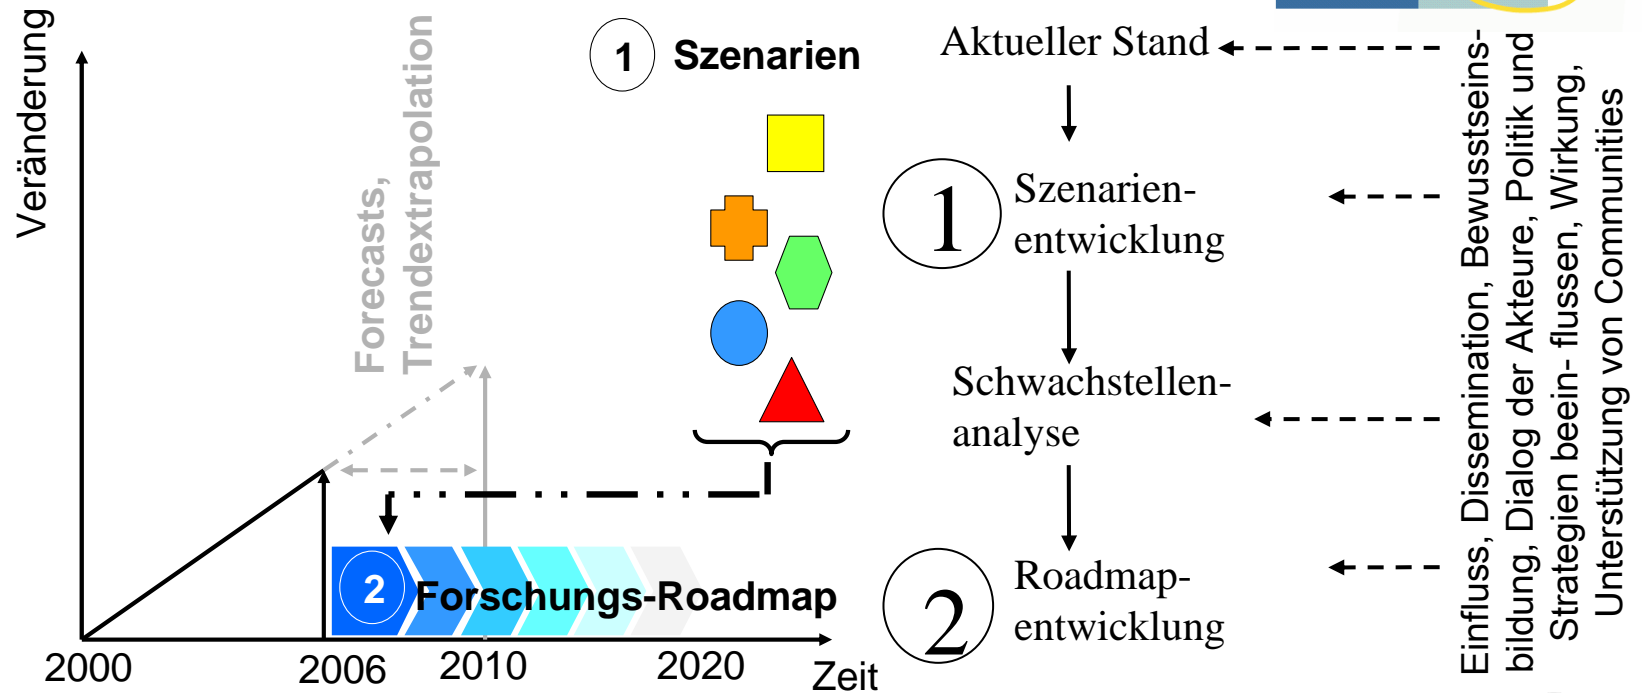 Veränderung
Forecasts,
Trendextrapolation
1 Szenarien
2 Forschungs-Roadmap
2000
2006
2010
2020
Zeit
Aktueller Stand
1
Szenarien-
entwicklung
Schwachstellen-
analyse
2
Roadmap-
entwicklung
Einfluss, Dissemination, Bewusstseins-
bildung, Dialog der Akteure, Politik und
Strategien beein- flussen, Wirkung,
Unterstützung von Communities